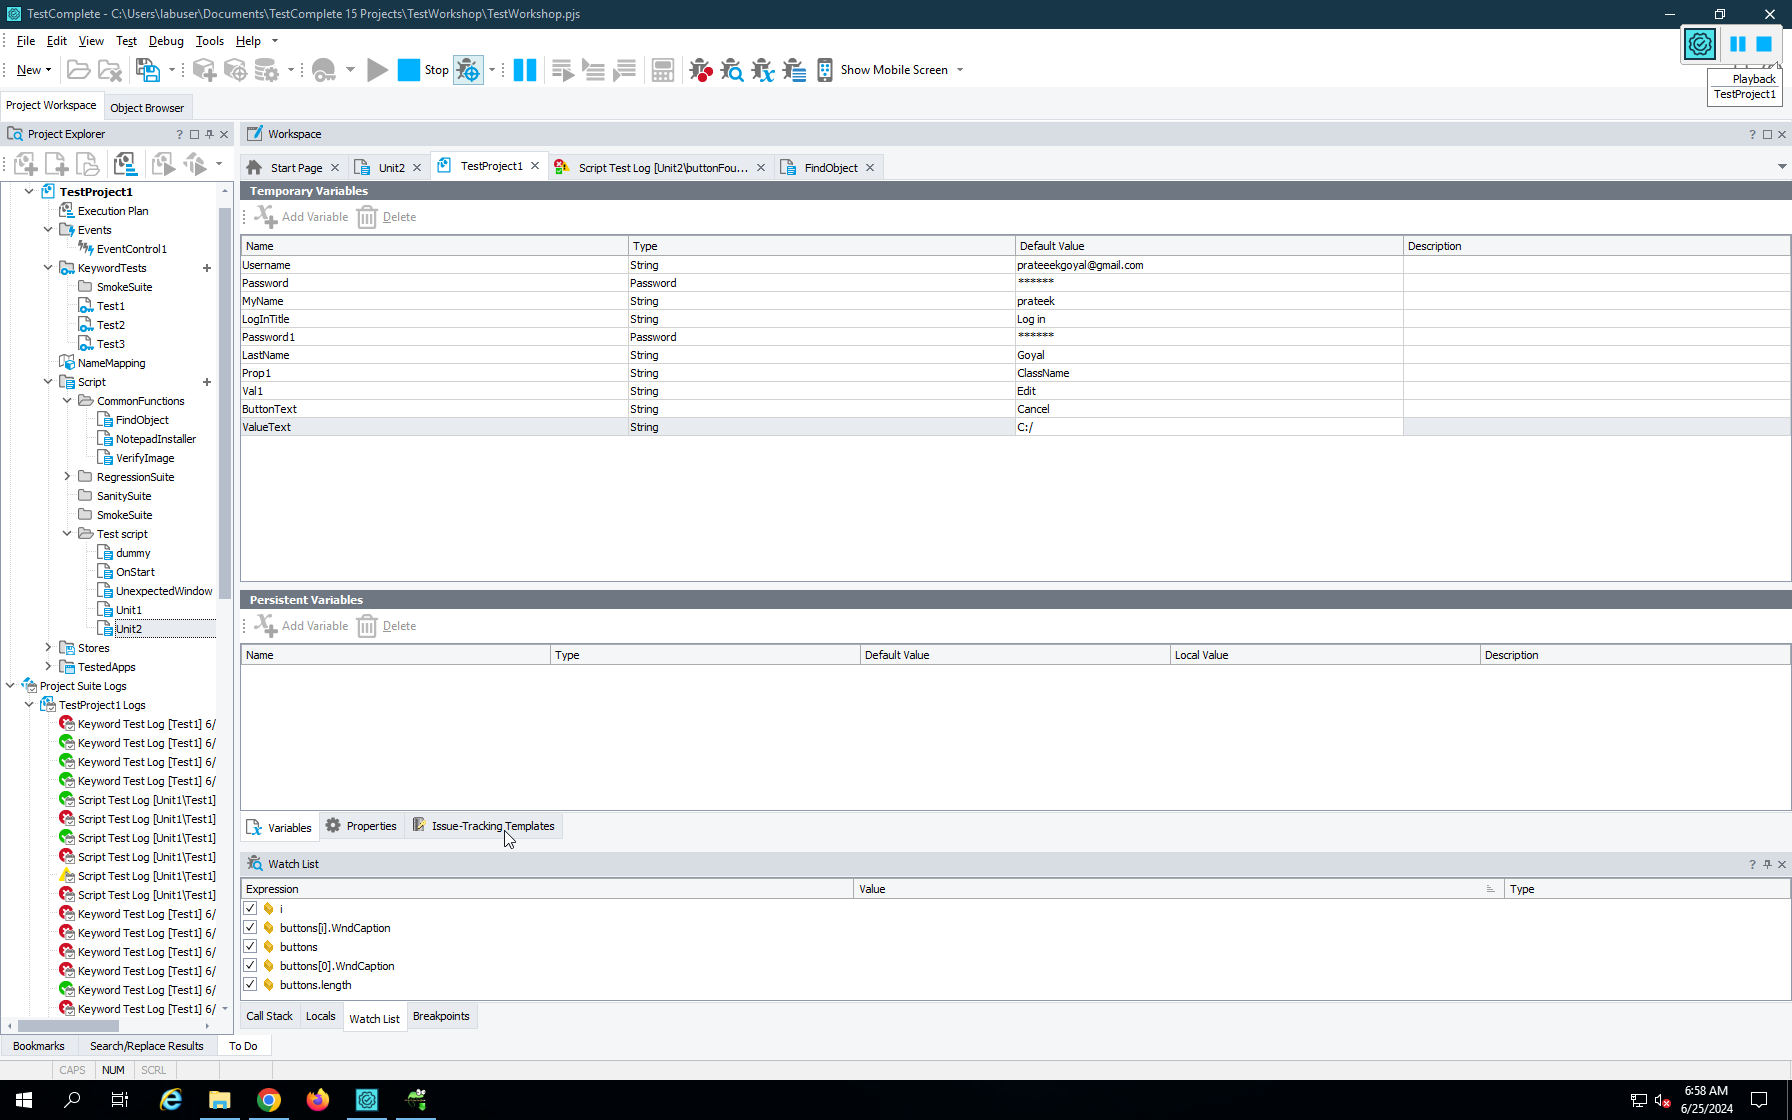 TestComplete - C:\Users\labuser\Documents\TestComplete 15 Projects\TestWorkshop\TestWorkshop.pjs
File Edit View Test Debug Tools Help
New Stop Show Mobile Screen
Playback
TestProject1
Project Workspace Object Browser
Project Explorer
Workspace
Start Page Unit2 TestProject1 Script Test Log [Unit2\buttonFou... FindObject
TestProject1
Execution Plan
Events
EventControl1
KeywordTests
SmokeSuite
Test1
Test2
Test3
NameMapping
Script
CommonFunctions
FindObject
NotepadInstaller
VerifyImage
RegressionSuite
SanitySuite
SmokeSuite
Test script
dummy
OnStart
UnexpectedWindow
Unit1
Unit2
Stores
TestedApps
Project Suite Logs
TestProject1 Logs
Keyword Test Log [Test1] 6/
Keyword Test Log [Test1] 6/
Keyword Test Log [Test1] 6/
Keyword Test Log [Test1] 6/
Script Test Log [Unit1\Test1]
Script Test Log [Unit1\Test1]
Script Test Log [Unit1\Test1]
Script Test Log [Unit1\Test1]
Script Test Log [Unit1\Test1]
Script Test Log [Unit1\Test1]
Keyword Test Log [Test1] 6/
Keyword Test Log [Test1] 6/
Keyword Test Log [Test1] 6/
Keyword Test Log [Test1] 6/
Keyword Test Log [Test1] 6/
Keyword Test Log [Test1] 6/
Temporary Variables
Add Variable Delete
Name Type Default Value Description
Username String prateeekgoyal@gmail.com
Password Password ******
MyName String prateek
LogInTitle String Log in
Password1 Password ******
LastName String Goyal
Prop1 String ClassName
Val1 String Edit
ButtonText String Cancel
ValueText String C:/
Persistent Variables
Add Variable Delete
Name Type Default Value Local Value Description
Variables Properties Issue-Tracking Templates
Watch List
Expression Value Type
i
buttons[i].WndCaption
buttons
buttons[0].WndCaption
buttons.length
Call Stack Locals Watch List Breakpoints
Bookmarks Search/Replace Results To Do
CAPS NUM SCRL
6:58 AM
6/25/2024